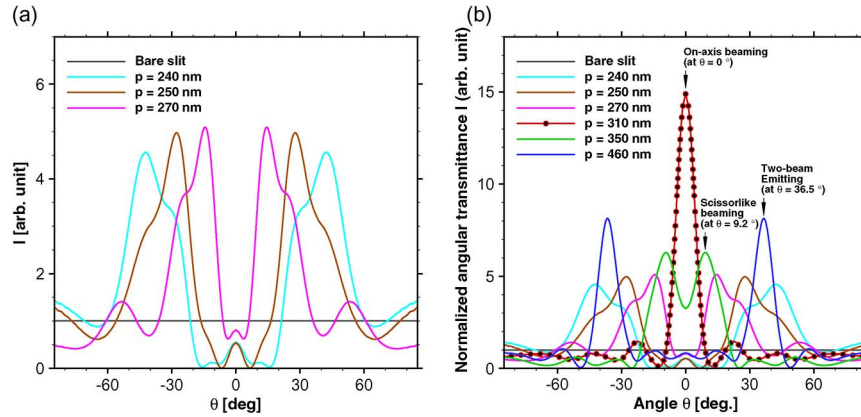 (a)
I [arb. unit]
6
4
2
0
Bare slit
p = 240 nm
p = 250 nm
p = 270 nm
-60
-30
0
30
60
θ [deg]
(b)
Normalized angular transmittance I (arb. unit)
15
10
5
0
Bare slit
p = 240 nm
p = 250 nm
p = 270 nm
p = 310 nm
p = 350 nm
p = 460 nm
On-axis beaming
(at θ = 0 °)
Two-beam
Emitting
(at θ = 36.5 °)
Scissorlike
beaming
(at θ = 9.2 °)
-60
-30
0
30
60
Angle θ [deg.]